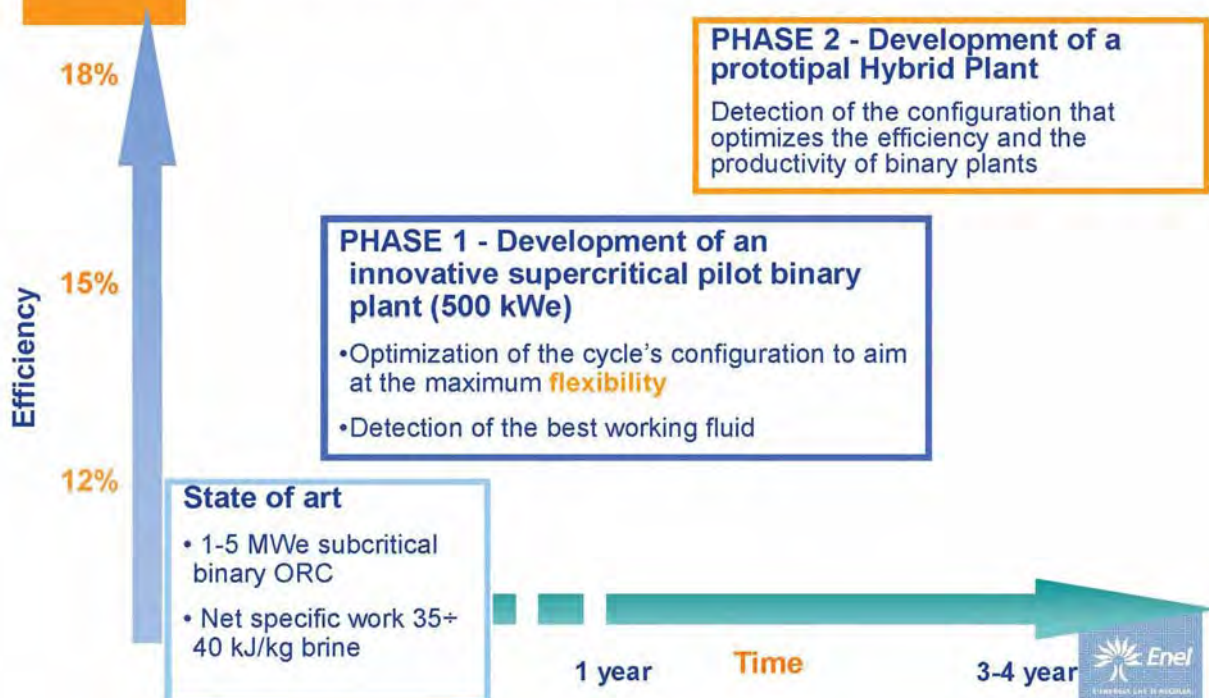 18%
PHASE 2 - Development of a
prototipal Hybrid Plant
Detection of the configuration that
optimizes the efficiency and the
productivity of binary plants
Efficiency
15%
PHASE 1 - Development of an
innovative supercritical pilot binary
plant (500 kWe)
•Optimization of the cycle's configuration to aim
at the maximum flexibility
•Detection of the best working fluid
12%
State of art
• 1-5 MWe subcritical
binary ORC
• Net specific work 35÷
40 kJ/kg brine
1 year
Time
3-4 year
Enel